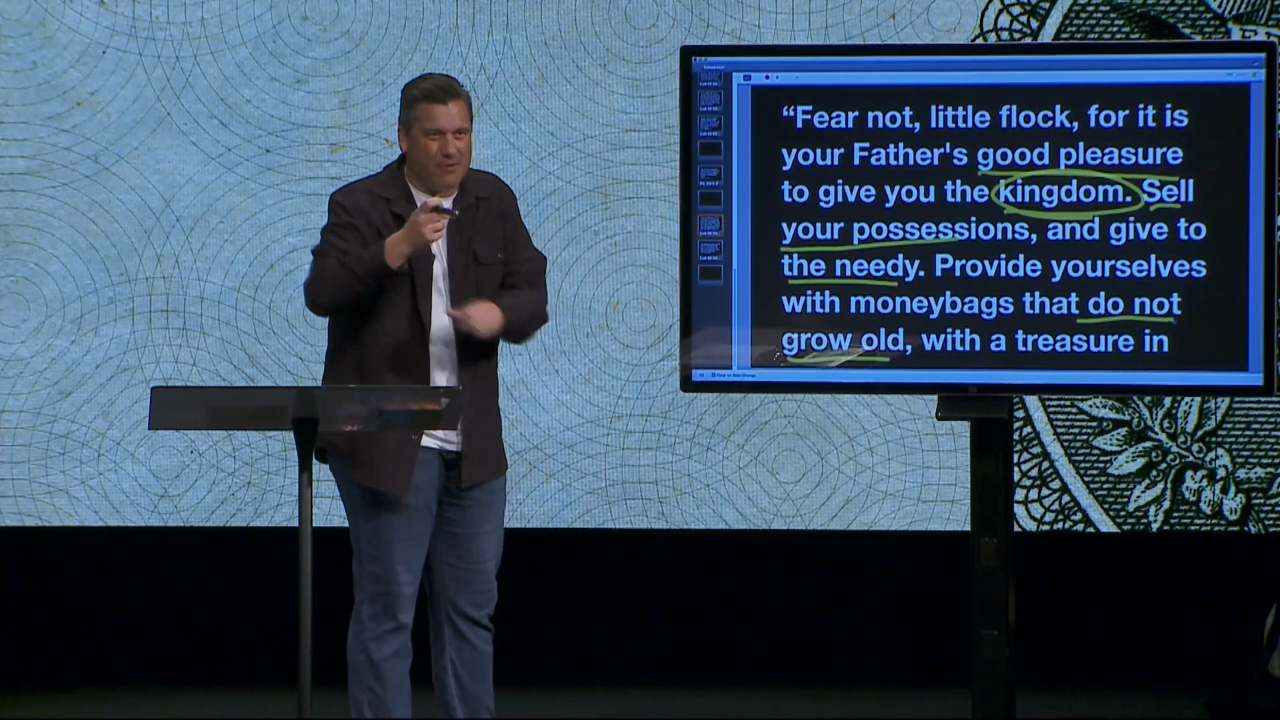 “Fear not, little flock, for it is
your Father's good pleasure
to give you the kingdom. Sell
your possessions, and give to
the needy. Provide yourselves
with moneybags that do not
grow old, with a treasure in